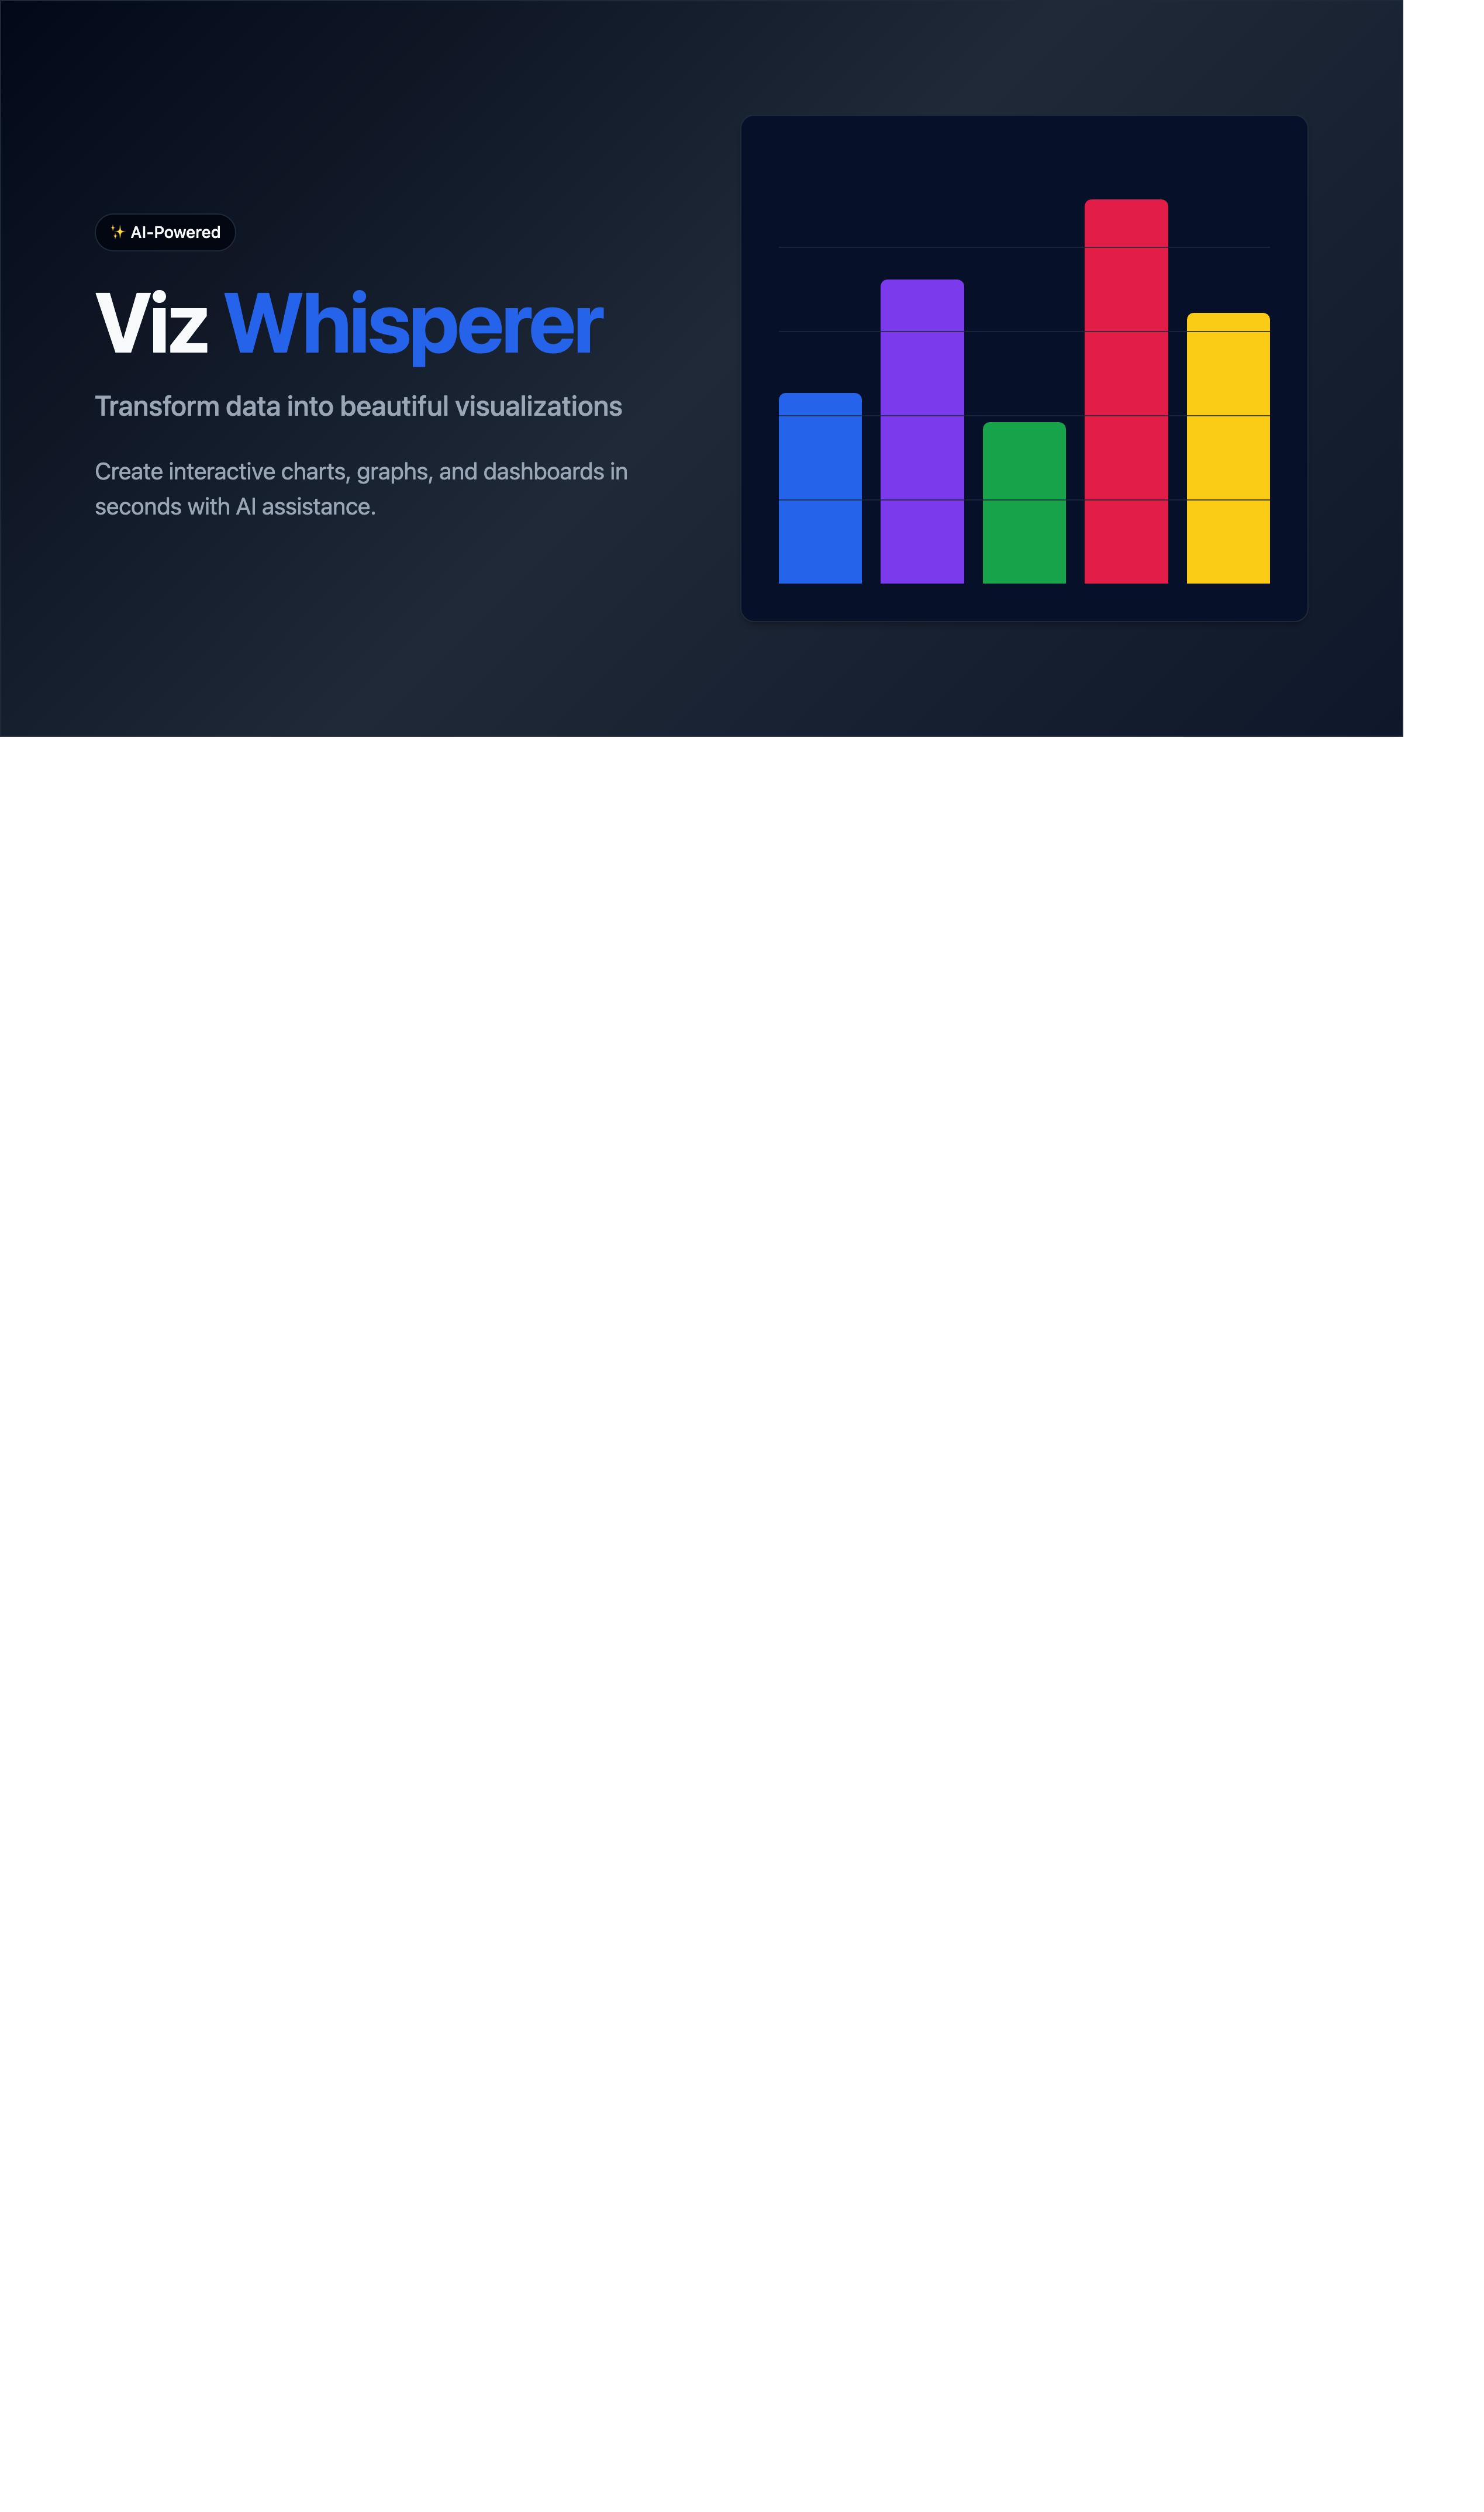 ✨ AI-Powered
Viz Whisperer
Transform data into beautiful visualizations
Create interactive charts, graphs, and dashboards in
seconds with AI assistance.